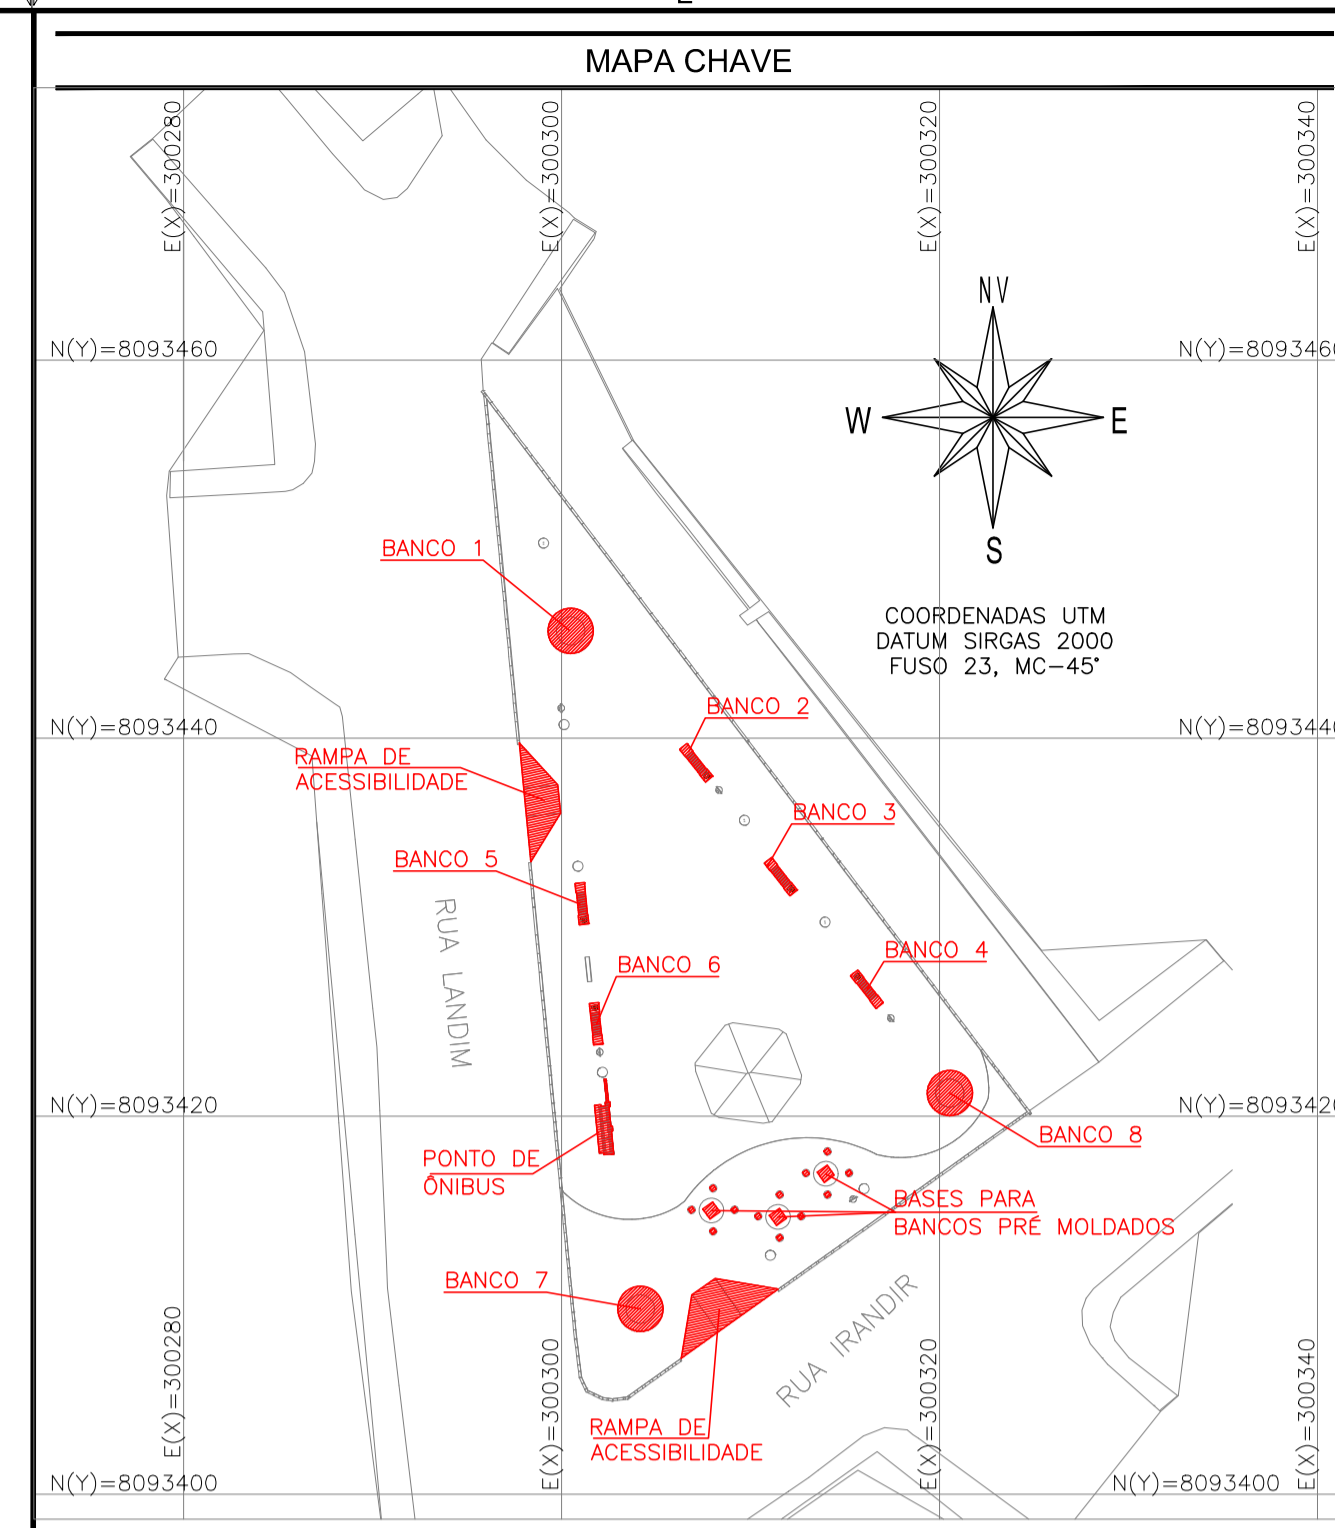 MAPA CHAVE
E(X)=300280
E(X)=300300
E(X)=300320
E(X)=300340
NV
N(Y)=8093460
N(Y)=8093460
W
E
S
BANCO 1
COORDENADAS UTM
DATUM SIRGAS 2000
FUSO 23, MC-45°
BANCO 2
N(Y)=8093440
N(Y)=8093440
RAMPA DE
ACESSIBILIDADE
BANCO 3
BANCO 5
RUA LANDIM
BANCO 4
BANCO 6
N(Y)=8093420
N(Y)=8093420
BANCO 8
PONTO DE
ÔNIBUS
BASES PARA
BANCOS PRÉ MOLDADOS
BANCO 7
RUA IRANDIR
E(X)=300280
E(X)=300300
E(X)=300320
E(X)=300340
RAMPA DE
ACESSIBILIDADE
N(Y)=8093400
N(Y)=8093400